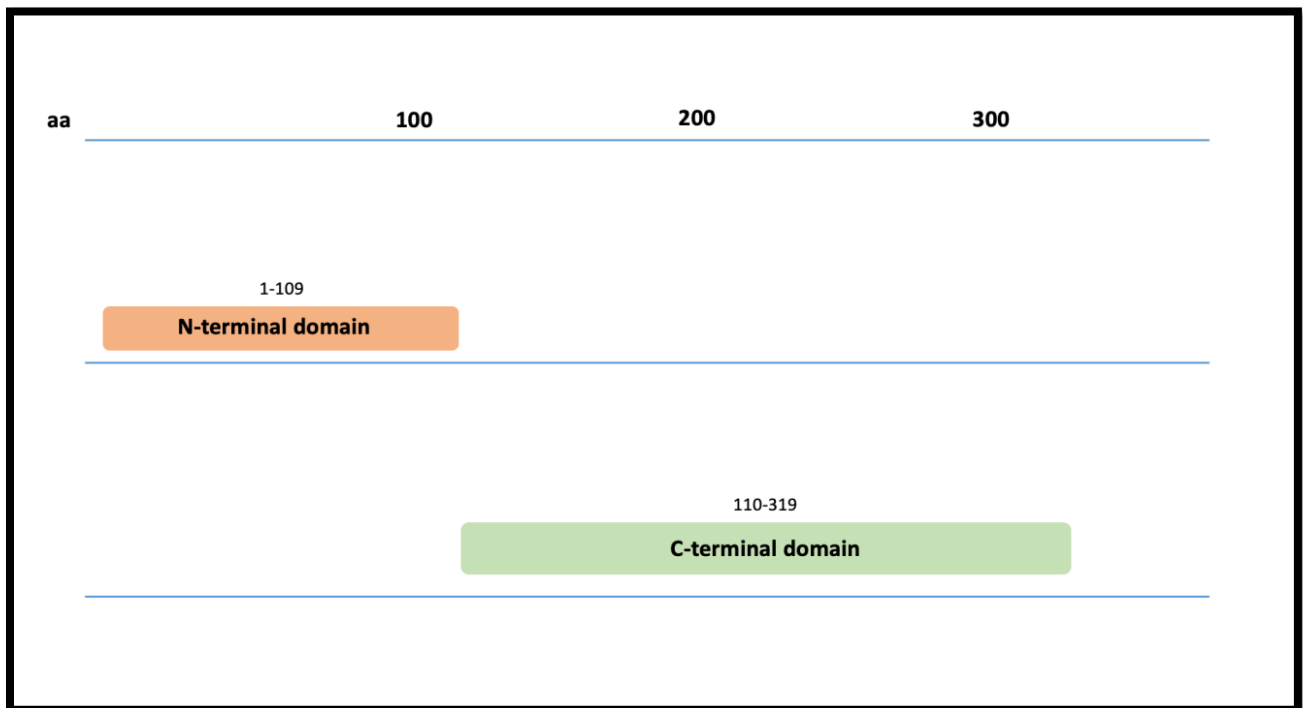 aa 100 200 300
1-109
N-terminal domain
110-319
C-terminal domain